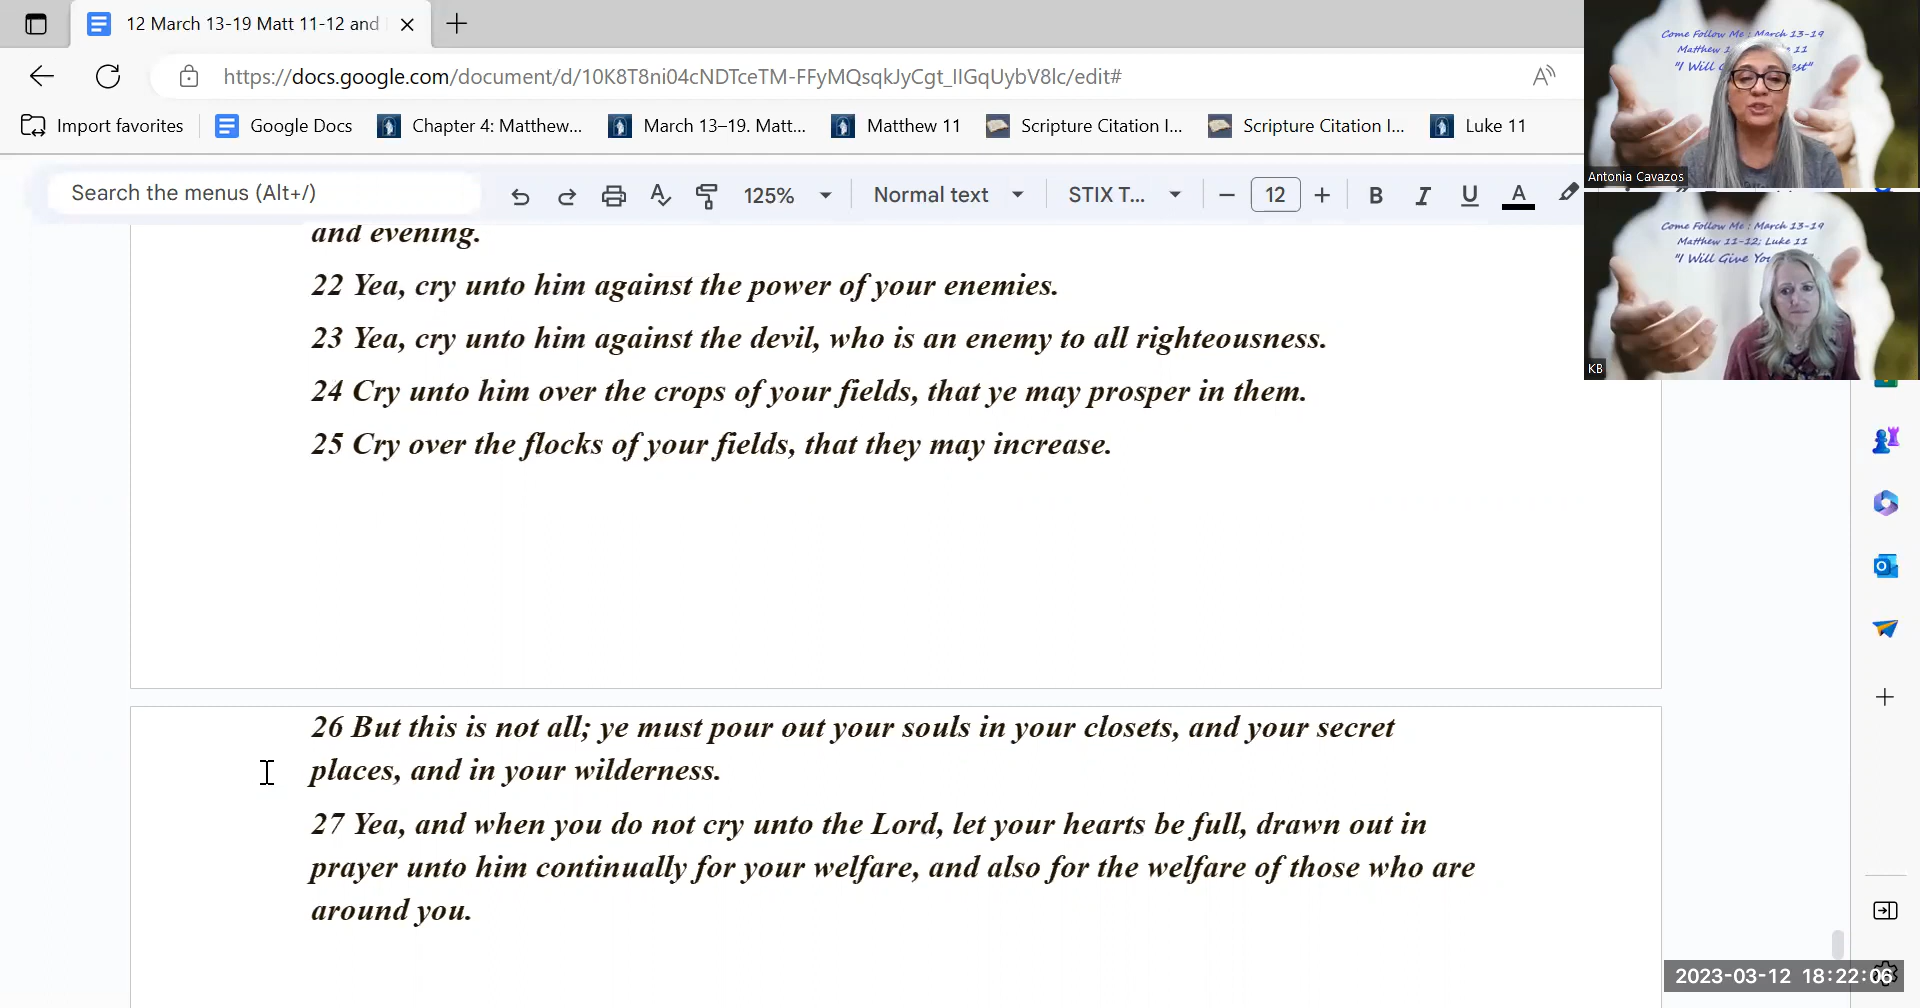 12 March 13-19 Matt 11-12 and
https://docs.google.com/document/d/10K8T8ni04cNDTceTM-FFyMQsqkJyCgt_IIGqUybV8lc/edit#
Import favorites Google Docs Chapter 4: Matthew... March 13–19. Matt... Matthew 11 Scripture Citation I... Scripture Citation I... Luke 11
Search the menus (Alt+/) 125% Normal text STIX T... 12 B I U A
and evening.
22 Yea, cry unto him against the power of your enemies.
23 Yea, cry unto him against the devil, who is an enemy to all righteousness.
24 Cry unto him over the crops of your fields, that ye may prosper in them.
25 Cry over the flocks of your fields, that they may increase.
26 But this is not all; ye must pour out your souls in your closets, and your secret
places, and in your wilderness.
27 Yea, and when you do not cry unto the Lord, let your hearts be full, drawn out in
prayer unto him continually for your welfare, and also for the welfare of those who are
around you.
Come Follow Me: March 13-19
Matthew 11
"I Will
Antonia Cavazos
Come Follow Me: March 13-19
Matthew 11-12; Luke 11
"I Will Give
KB
2023-03-12 18:22:06